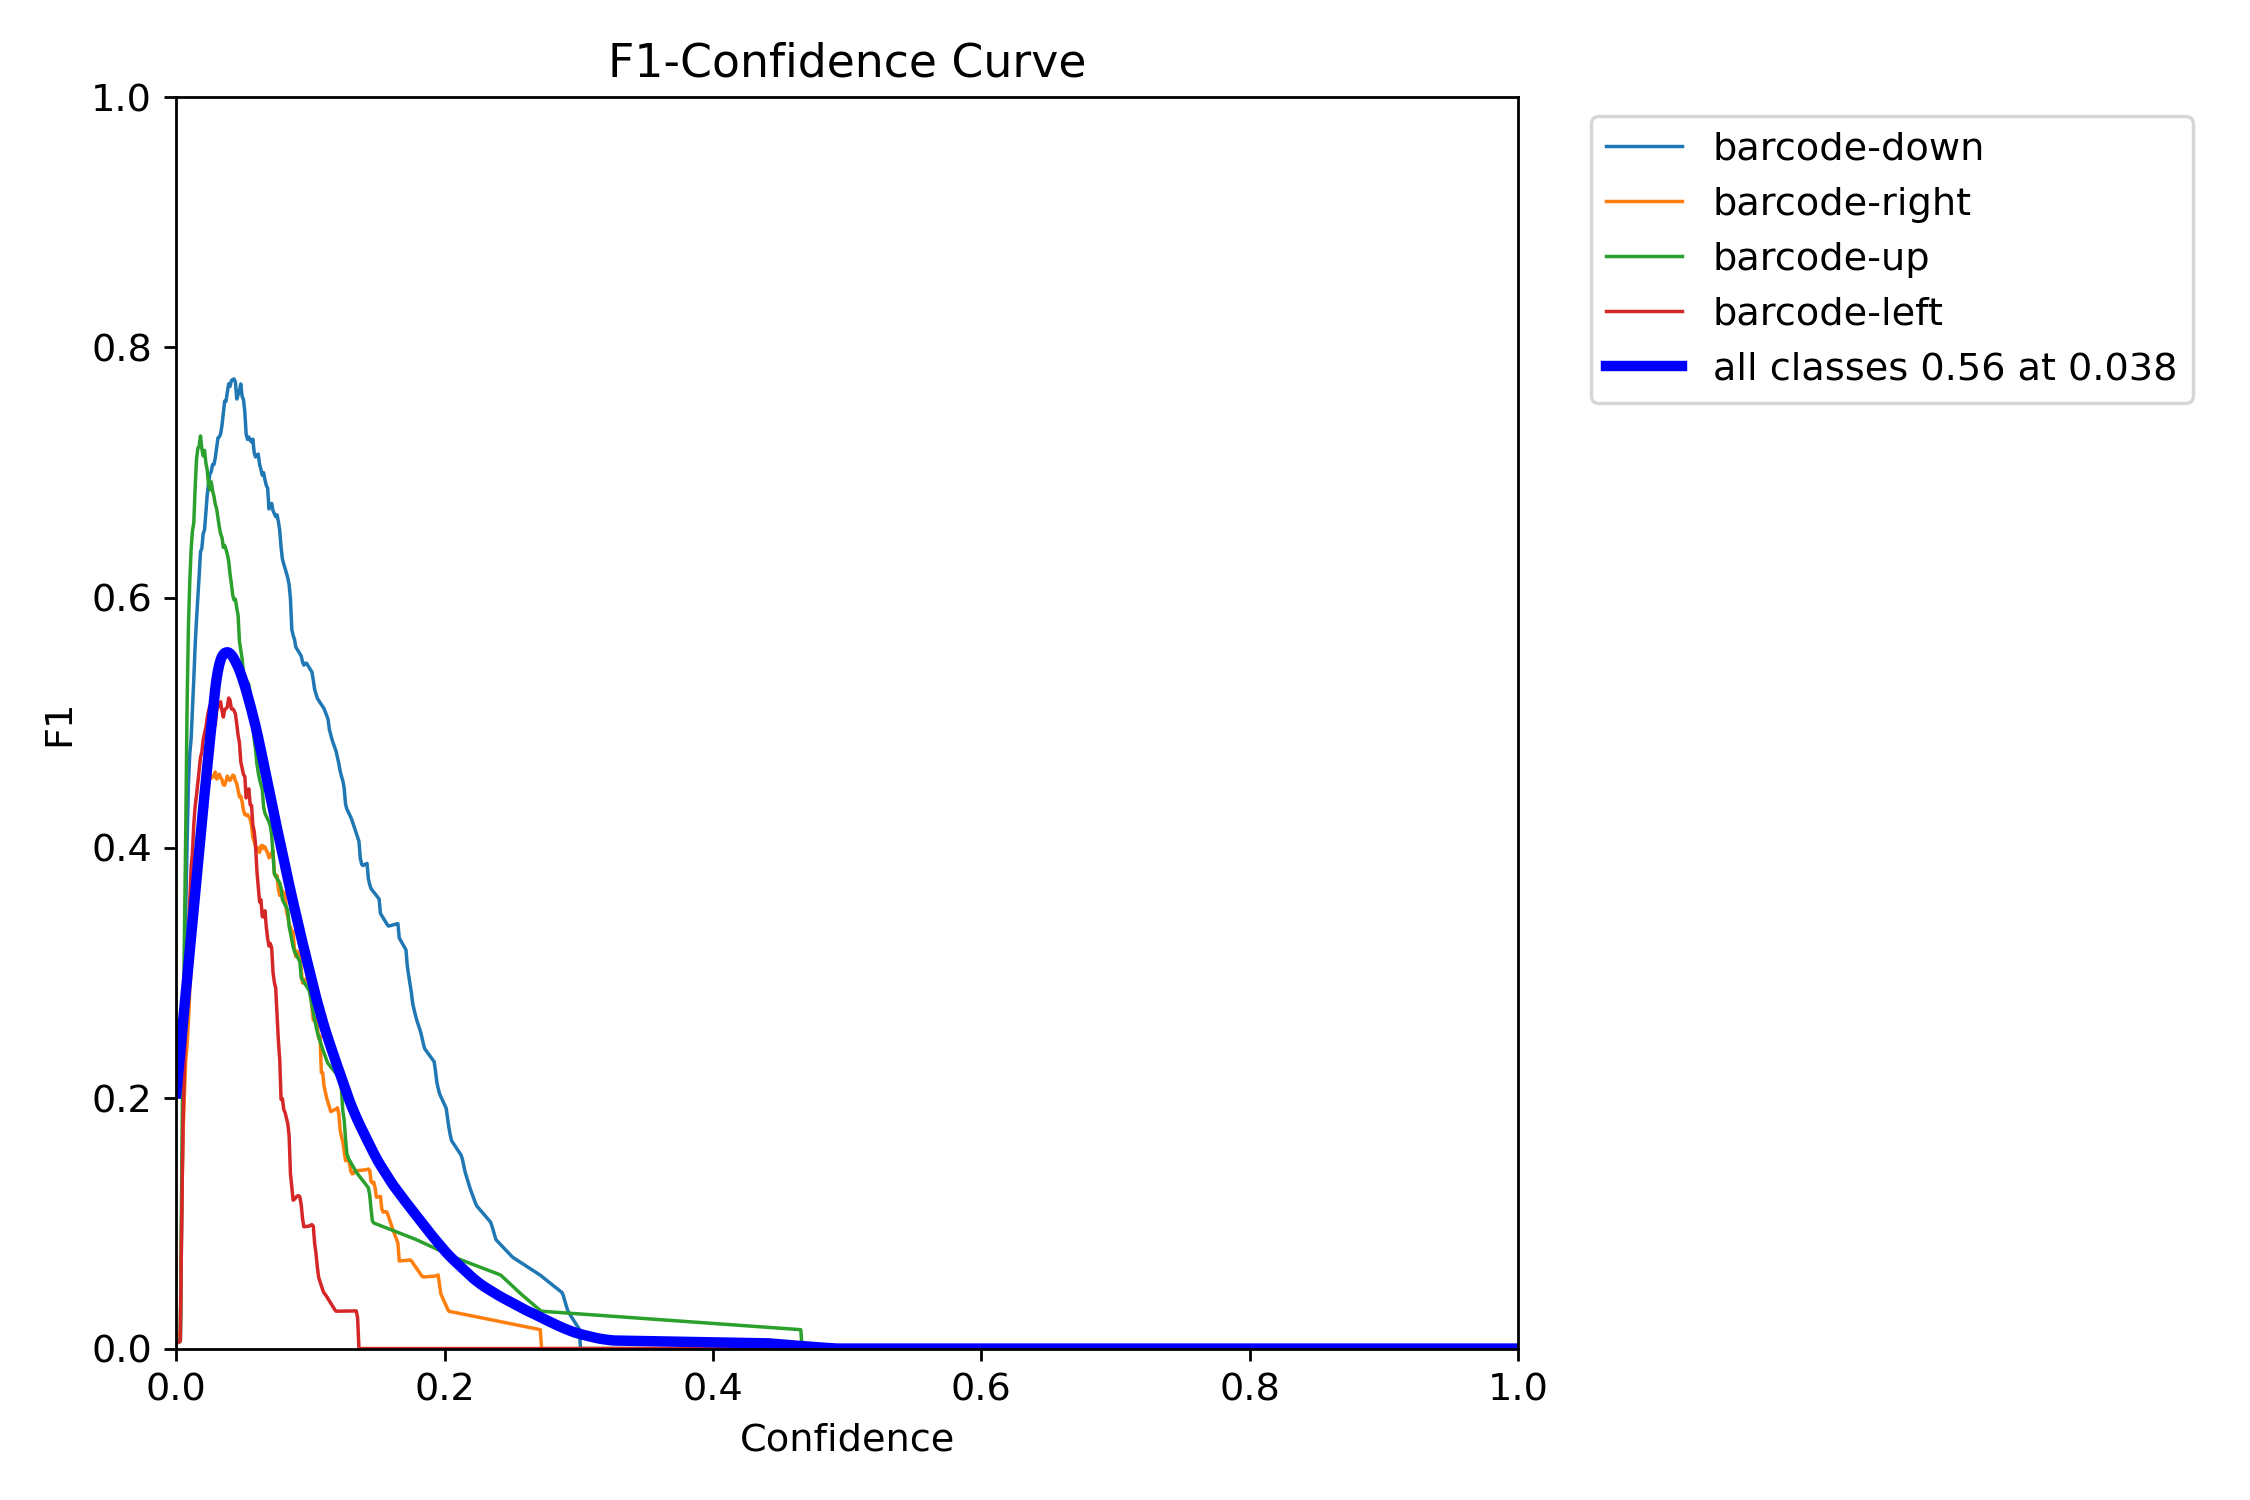 F1-Confidence Curve
1.0
0.8
0.6
0.4
0.2
0.0
F1
0.0 0.2 0.4 0.6 0.8 1.0
Confidence
barcode-down
barcode-right
barcode-up
barcode-left
all classes 0.56 at 0.038